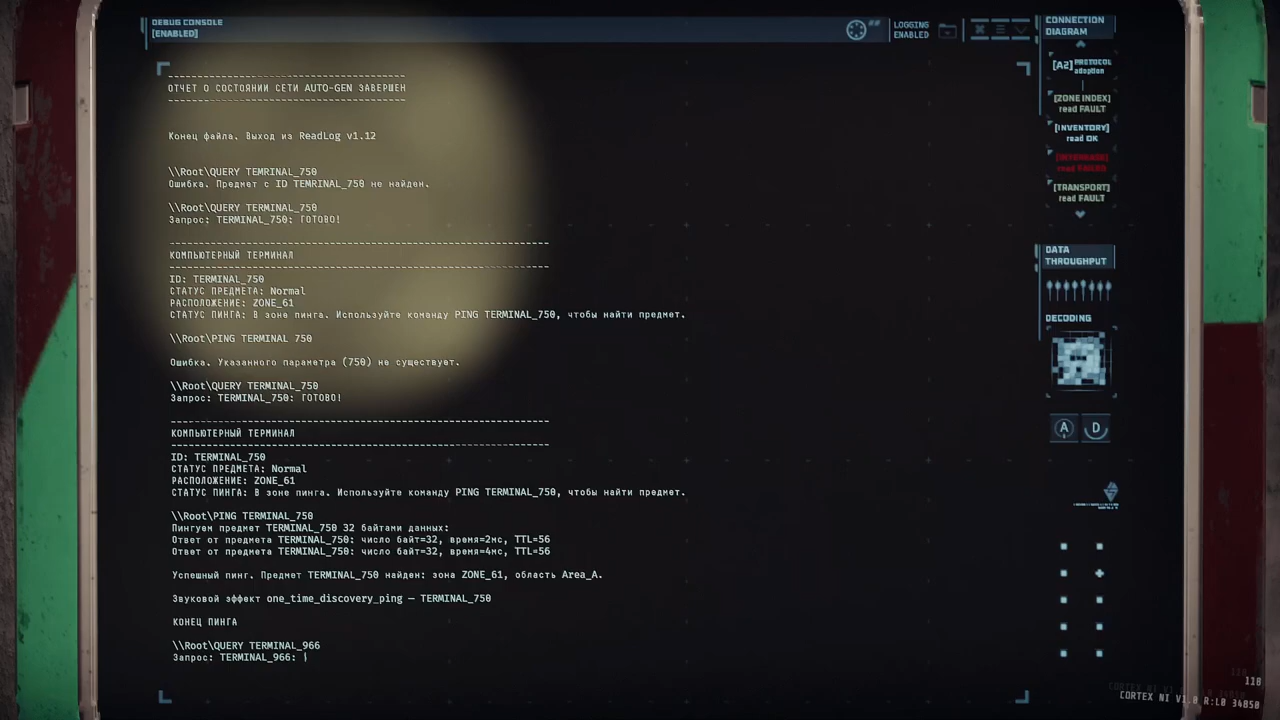 DEBUG CONSOLE
[ENABLED]
LOGGING
ENABLED
------------------------------------------
ОТЧЕТ О СОСТОЯНИИ СЕТИ AUTO-GEN ЗАВЕРШЕН
------------------------------------------
Конец файла. Выход из ReadLog v1.12
\\Root\QUERY TEMRINAL_750
Ошибка. Предмет с ID TEMRINAL_750 не найден.
\\Root\QUERY TERMINAL_750
Запрос: TERMINAL_750: ГОТОВО!
------------------------------------------------------------------
КОМПЬЮТЕРНЫЙ ТЕРМИНАЛ
------------------------------------------------------------------
ID: TERMINAL_750
СТАТУС ПРЕДМЕТА: Normal
РАСПОЛОЖЕНИЕ: ZONE_61
СТАТУС ПИНГА: В зоне пинга. Используйте команду PING TERMINAL_750, чтобы найти предмет.
\\Root\PING TERMINAL 750
Ошибка. Указанного параметра (750) не существует.
\\Root\QUERY TERMINAL_750
Запрос: TERMINAL_750: ГОТОВО!
------------------------------------------------------------------
КОМПЬЮТЕРНЫЙ ТЕРМИНАЛ
------------------------------------------------------------------
ID: TERMINAL_750
СТАТУС ПРЕДМЕТА: Normal
РАСПОЛОЖЕНИЕ: ZONE_61
СТАТУС ПИНГА: В зоне пинга. Используйте команду PING TERMINAL_750, чтобы найти предмет.
\\Root\PING TERMINAL_750
Пингуем предмет TERMINAL_750 32 байтами данных:
Ответ от предмета TERMINAL_750: число байт=32, время=2мс, TTL=56
Ответ от предмета TERMINAL_750: число байт=32, время=4мс, TTL=56
Успешный пинг. Предмет TERMINAL_750 найден: зона ZONE_61, область Area_A.
Звуковой эффект one_time_discovery_ping — TERMINAL_750
КОНЕЦ ПИНГА
\\Root\QUERY TERMINAL_966
Запрос: TERMINAL_966:
CONNECTION
DIAGRAM
[A2] PROTOCOL
adoption
[ZONE INDEX]
read FAULT
[INVENTORY]
read OK
read FAILED
[TRANSPORT]
read FAULT
DATA
THROUGHPUT
DECODING
A D
118
CORTEX NI V1.0 R:L0 34850